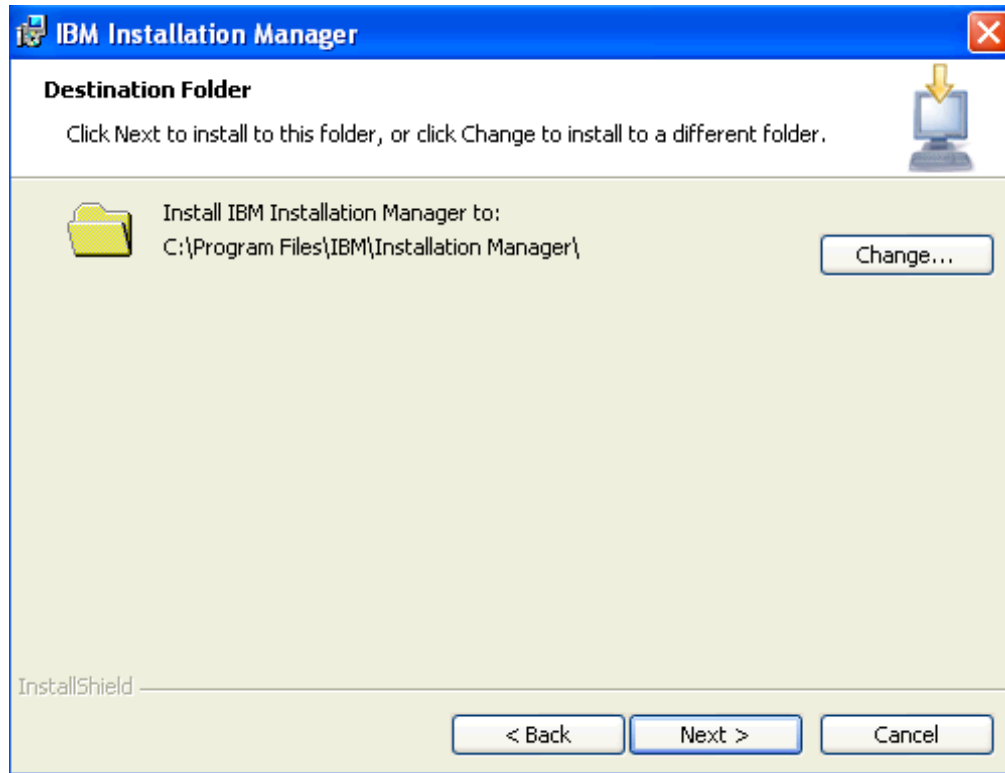 IBM Installation Manager
Destination Folder
Click Next to install to this folder, or click Change to install to a different folder.
Install IBM Installation Manager to:
C:\Program Files\IBM\Installation Manager\
Change...
InstallShield
< Back
Next >
Cancel